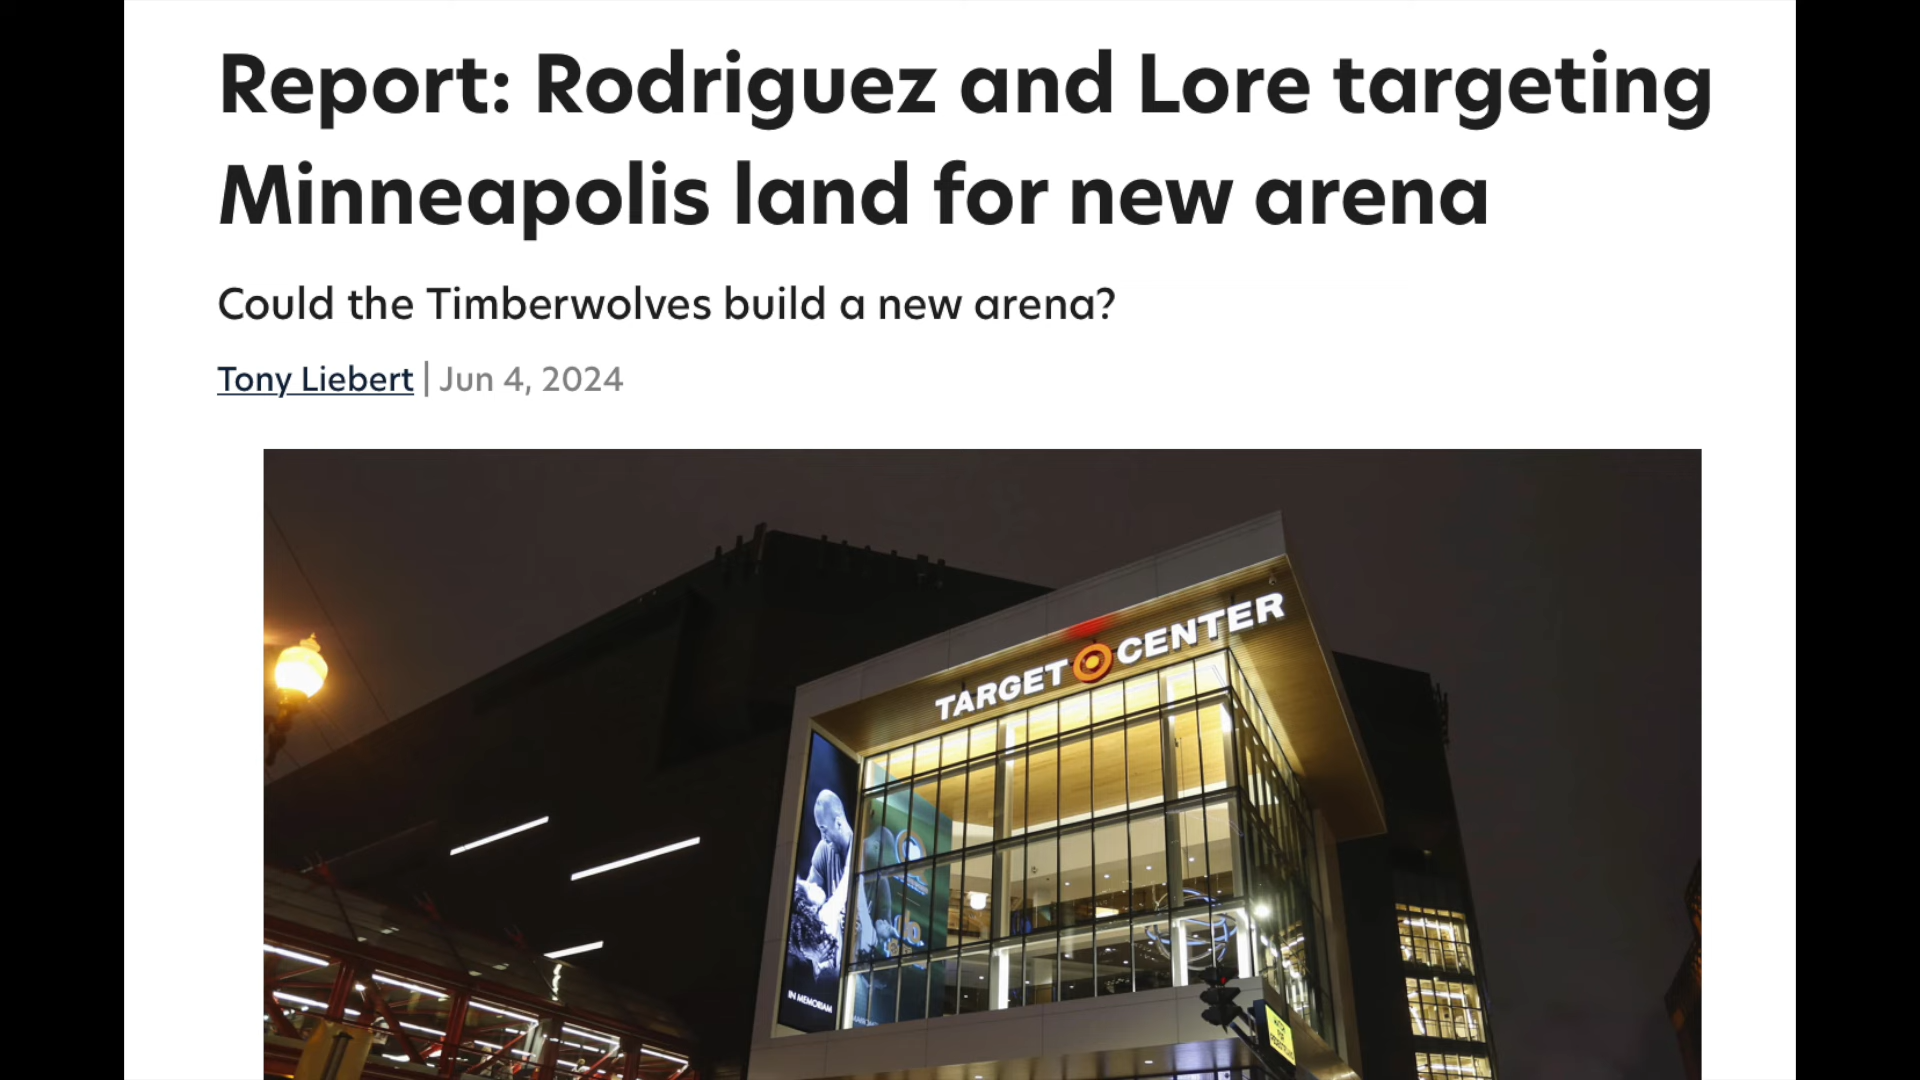 Report: Rodriguez and Lore targeting
Minneapolis land for new arena
Could the Timberwolves build a new arena?
Tony Liebert | Jun 4, 2024
TARGET CENTER
IN MEMORIAM